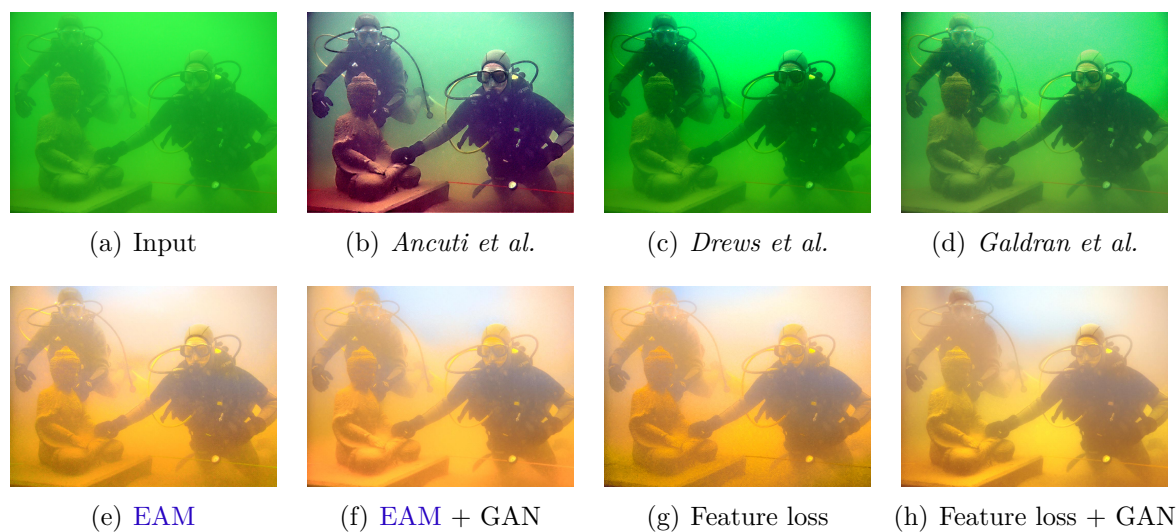 (a) Input
(b) Ancuti et al.
(c) Drews et al.
(d) Galdran et al.
(e) EAM
(f) EAM + GAN
(g) Feature loss
(h) Feature loss + GAN